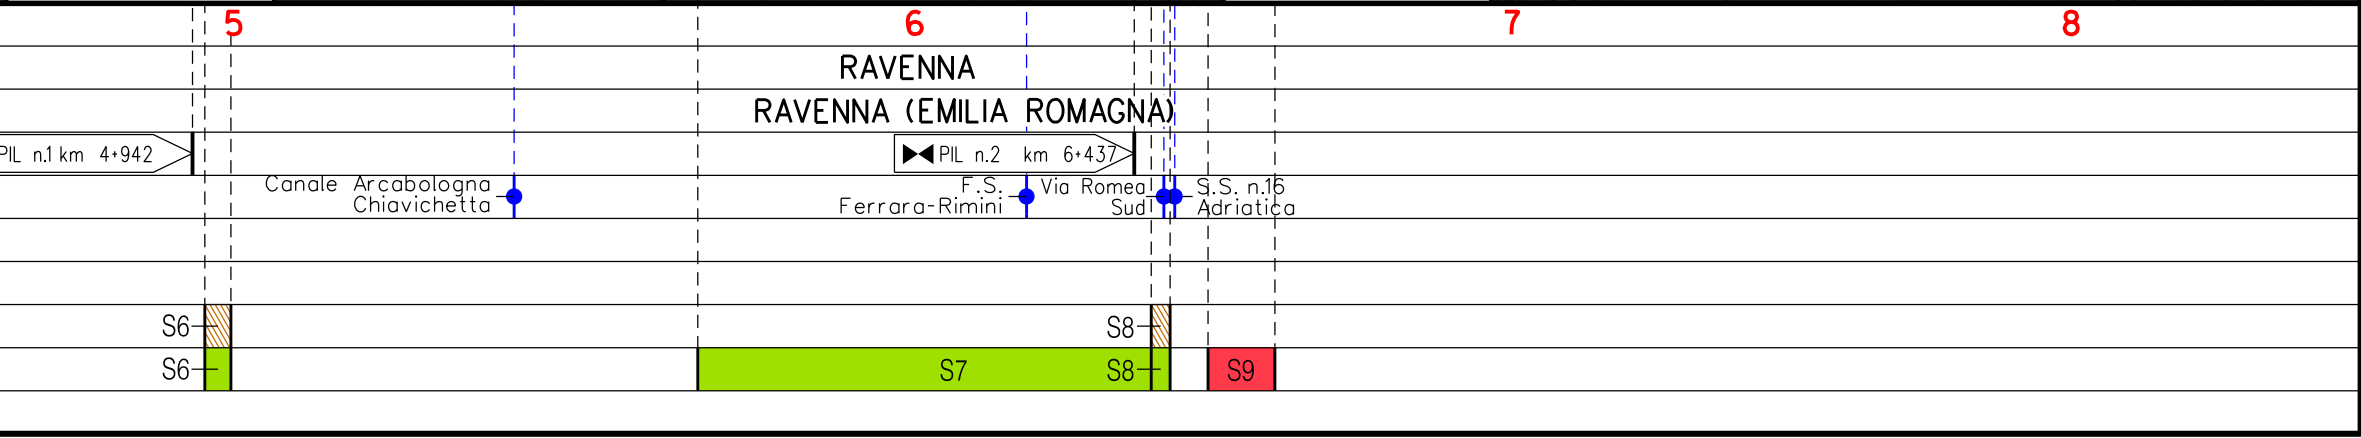 5 6 7 8
RAVENNA
RAVENNA (EMILIA ROMAGNA)
PIL n.1 km 4+942 PIL n.2 km 6+437
Canale Arcabologna F.S. Via Romea S.S. n.16
Chiavichetta Ferrara-Rimini Sud Adriatica
S6 S8
S6 S7 S8 S9